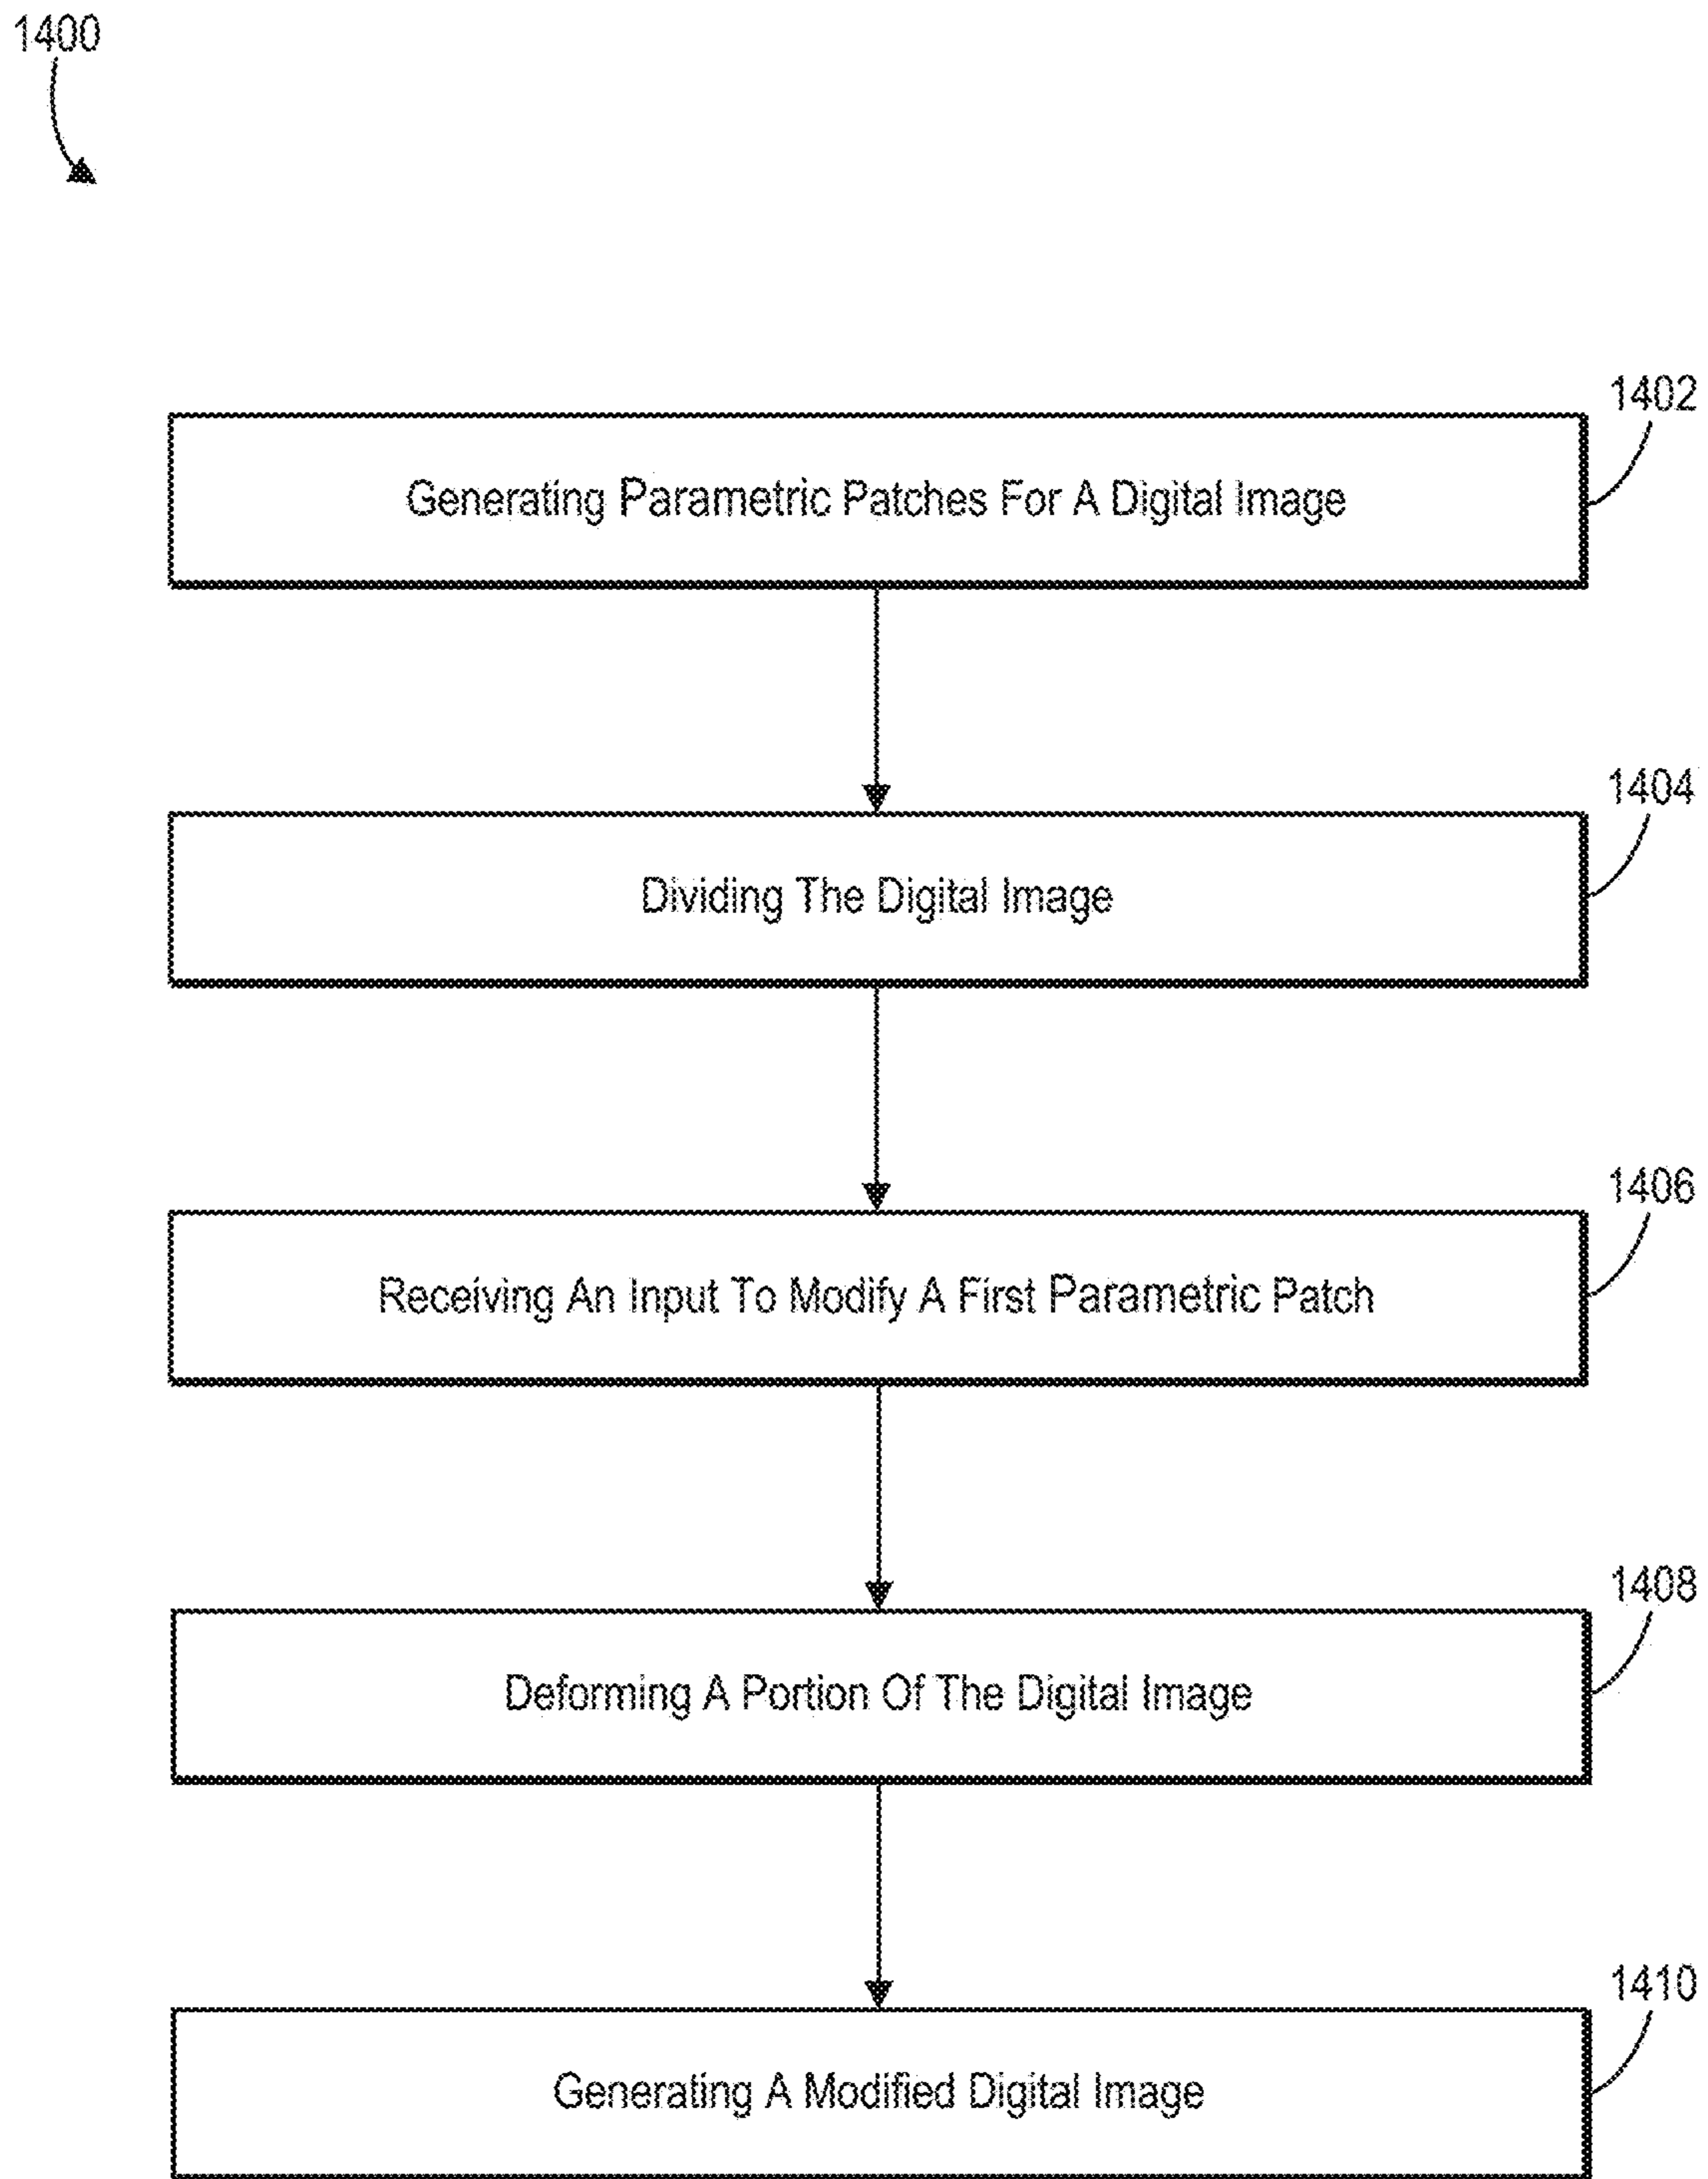 1400
1402
Generating Parametric Patches For A Digital Image
1404
Dividing The Digital Image
1406
Receiving An Input To Modify A First Parametric Patch
1408
Deforming A Portion Of The Digital Image
1410
Generating A Modified Digital Image